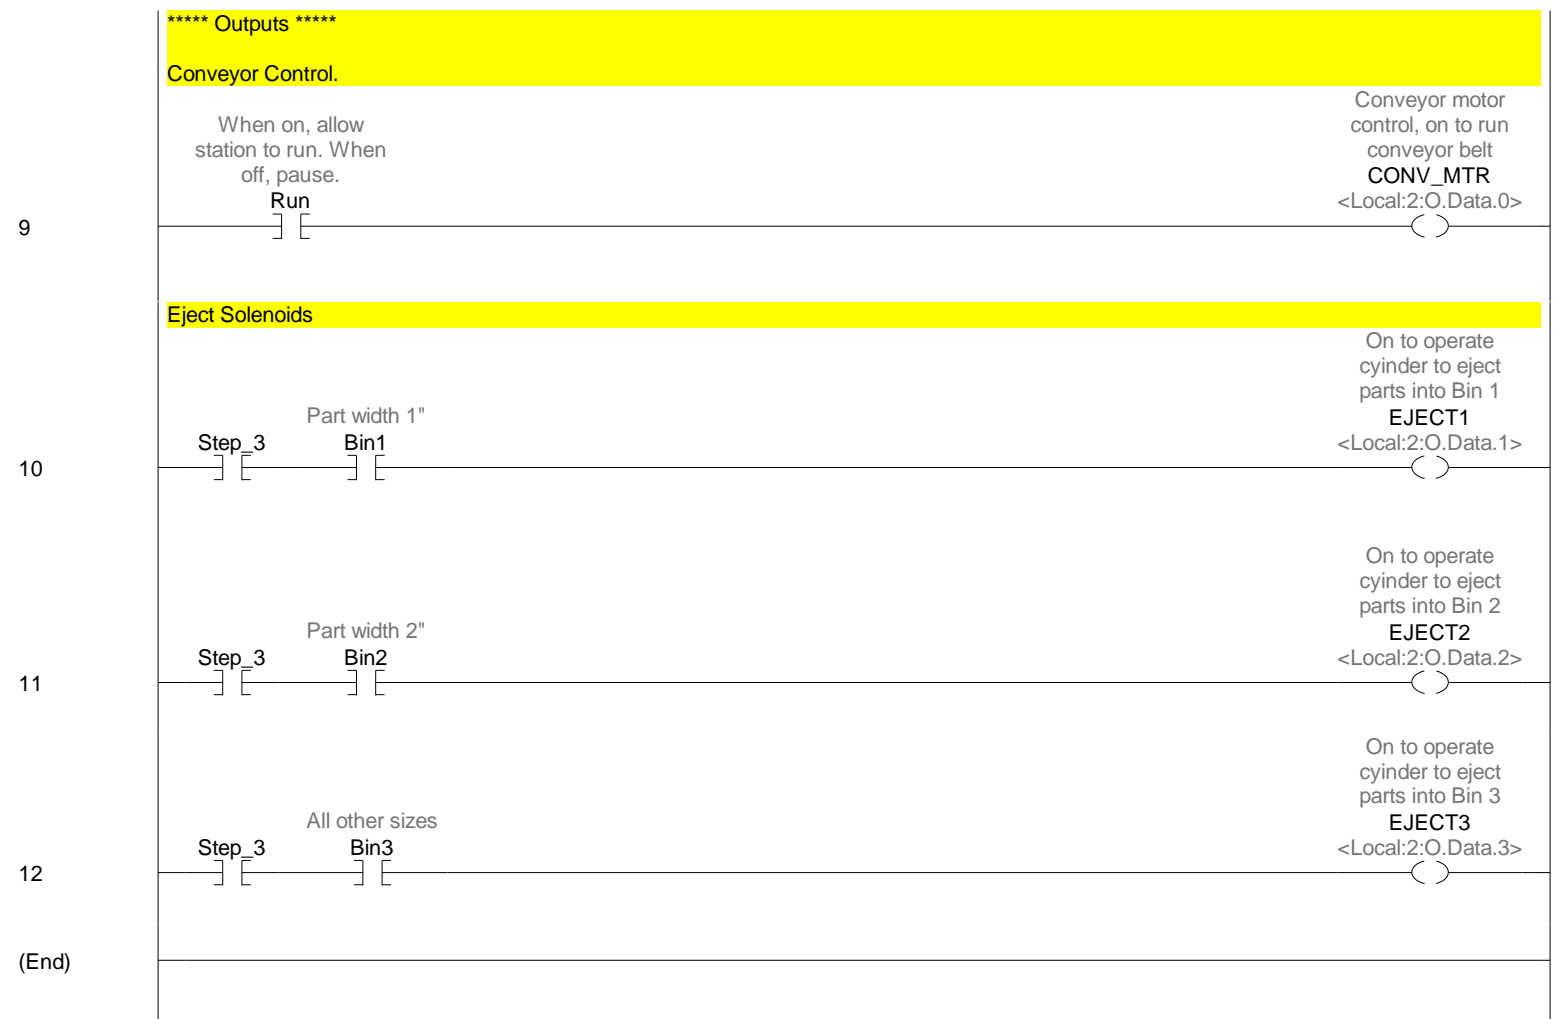 ***** Outputs *****
Conveyor Control.
When on, allow
station to run. When
off, pause.
Run
Conveyor motor
control, on to run
conveyor belt
CONV_MTR
<Local:2:O.Data.0>
9
Eject Solenoids
On to operate
cyinder to eject
parts into Bin 1
EJECT1
<Local:2:O.Data.1>
Part width 1"
Step_3
Bin1
10
On to operate
cyinder to eject
parts into Bin 2
EJECT2
<Local:2:O.Data.2>
Part width 2"
Step_3
Bin2
11
On to operate
cyinder to eject
parts into Bin 3
EJECT3
<Local:2:O.Data.3>
All other sizes
Step_3
Bin3
12
(End)